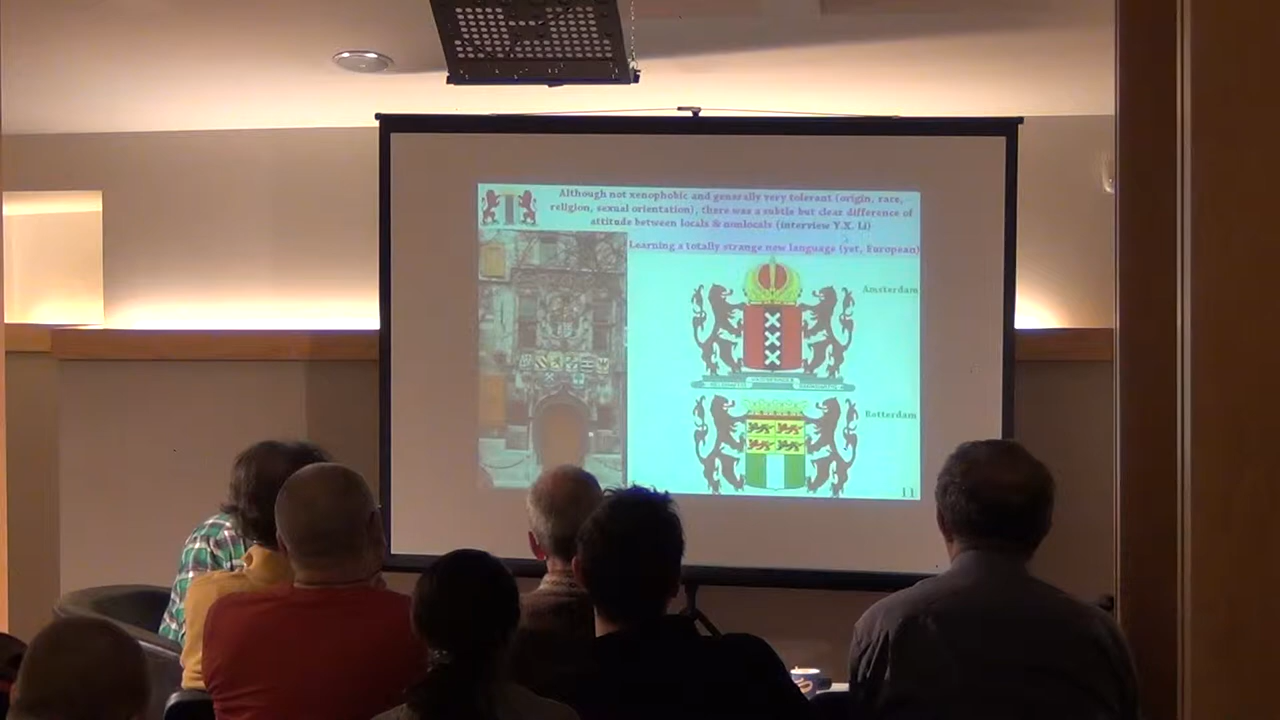 Although not xenophobic and generally very tolerant (origin, race,
religion, sexual orientation), there was a subtle but clear difference of
attitude between locals & nonlocals (interview Y.X. Li)
Learning a totally strange new language (yet, European)
Amsterdam
Rotterdam
11